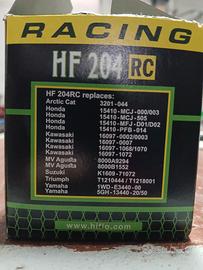 RACING
HF 204 RC
HF 204RC replaces:
Arctic Cat 3201-044
Honda 15410-MCJ-000/003
Honda 15410-MCJ-505
Honda 15410-MFJ-D01/D02
Honda 15410-PFB-014
Kawasaki 16097-0002/0003
Kawasaki 16097-0007
Kawasaki 16097-1068/1070
Kawasaki 16097-1072
MV Agusta 8000A9294
MV Agusta 8000B1552
Suzuki K1609-71072
Triumph T1210444 / T1218001
Yamaha 1WD-E3440-00
Yamaha 5GH-13440-20/50
www.hiflo.com